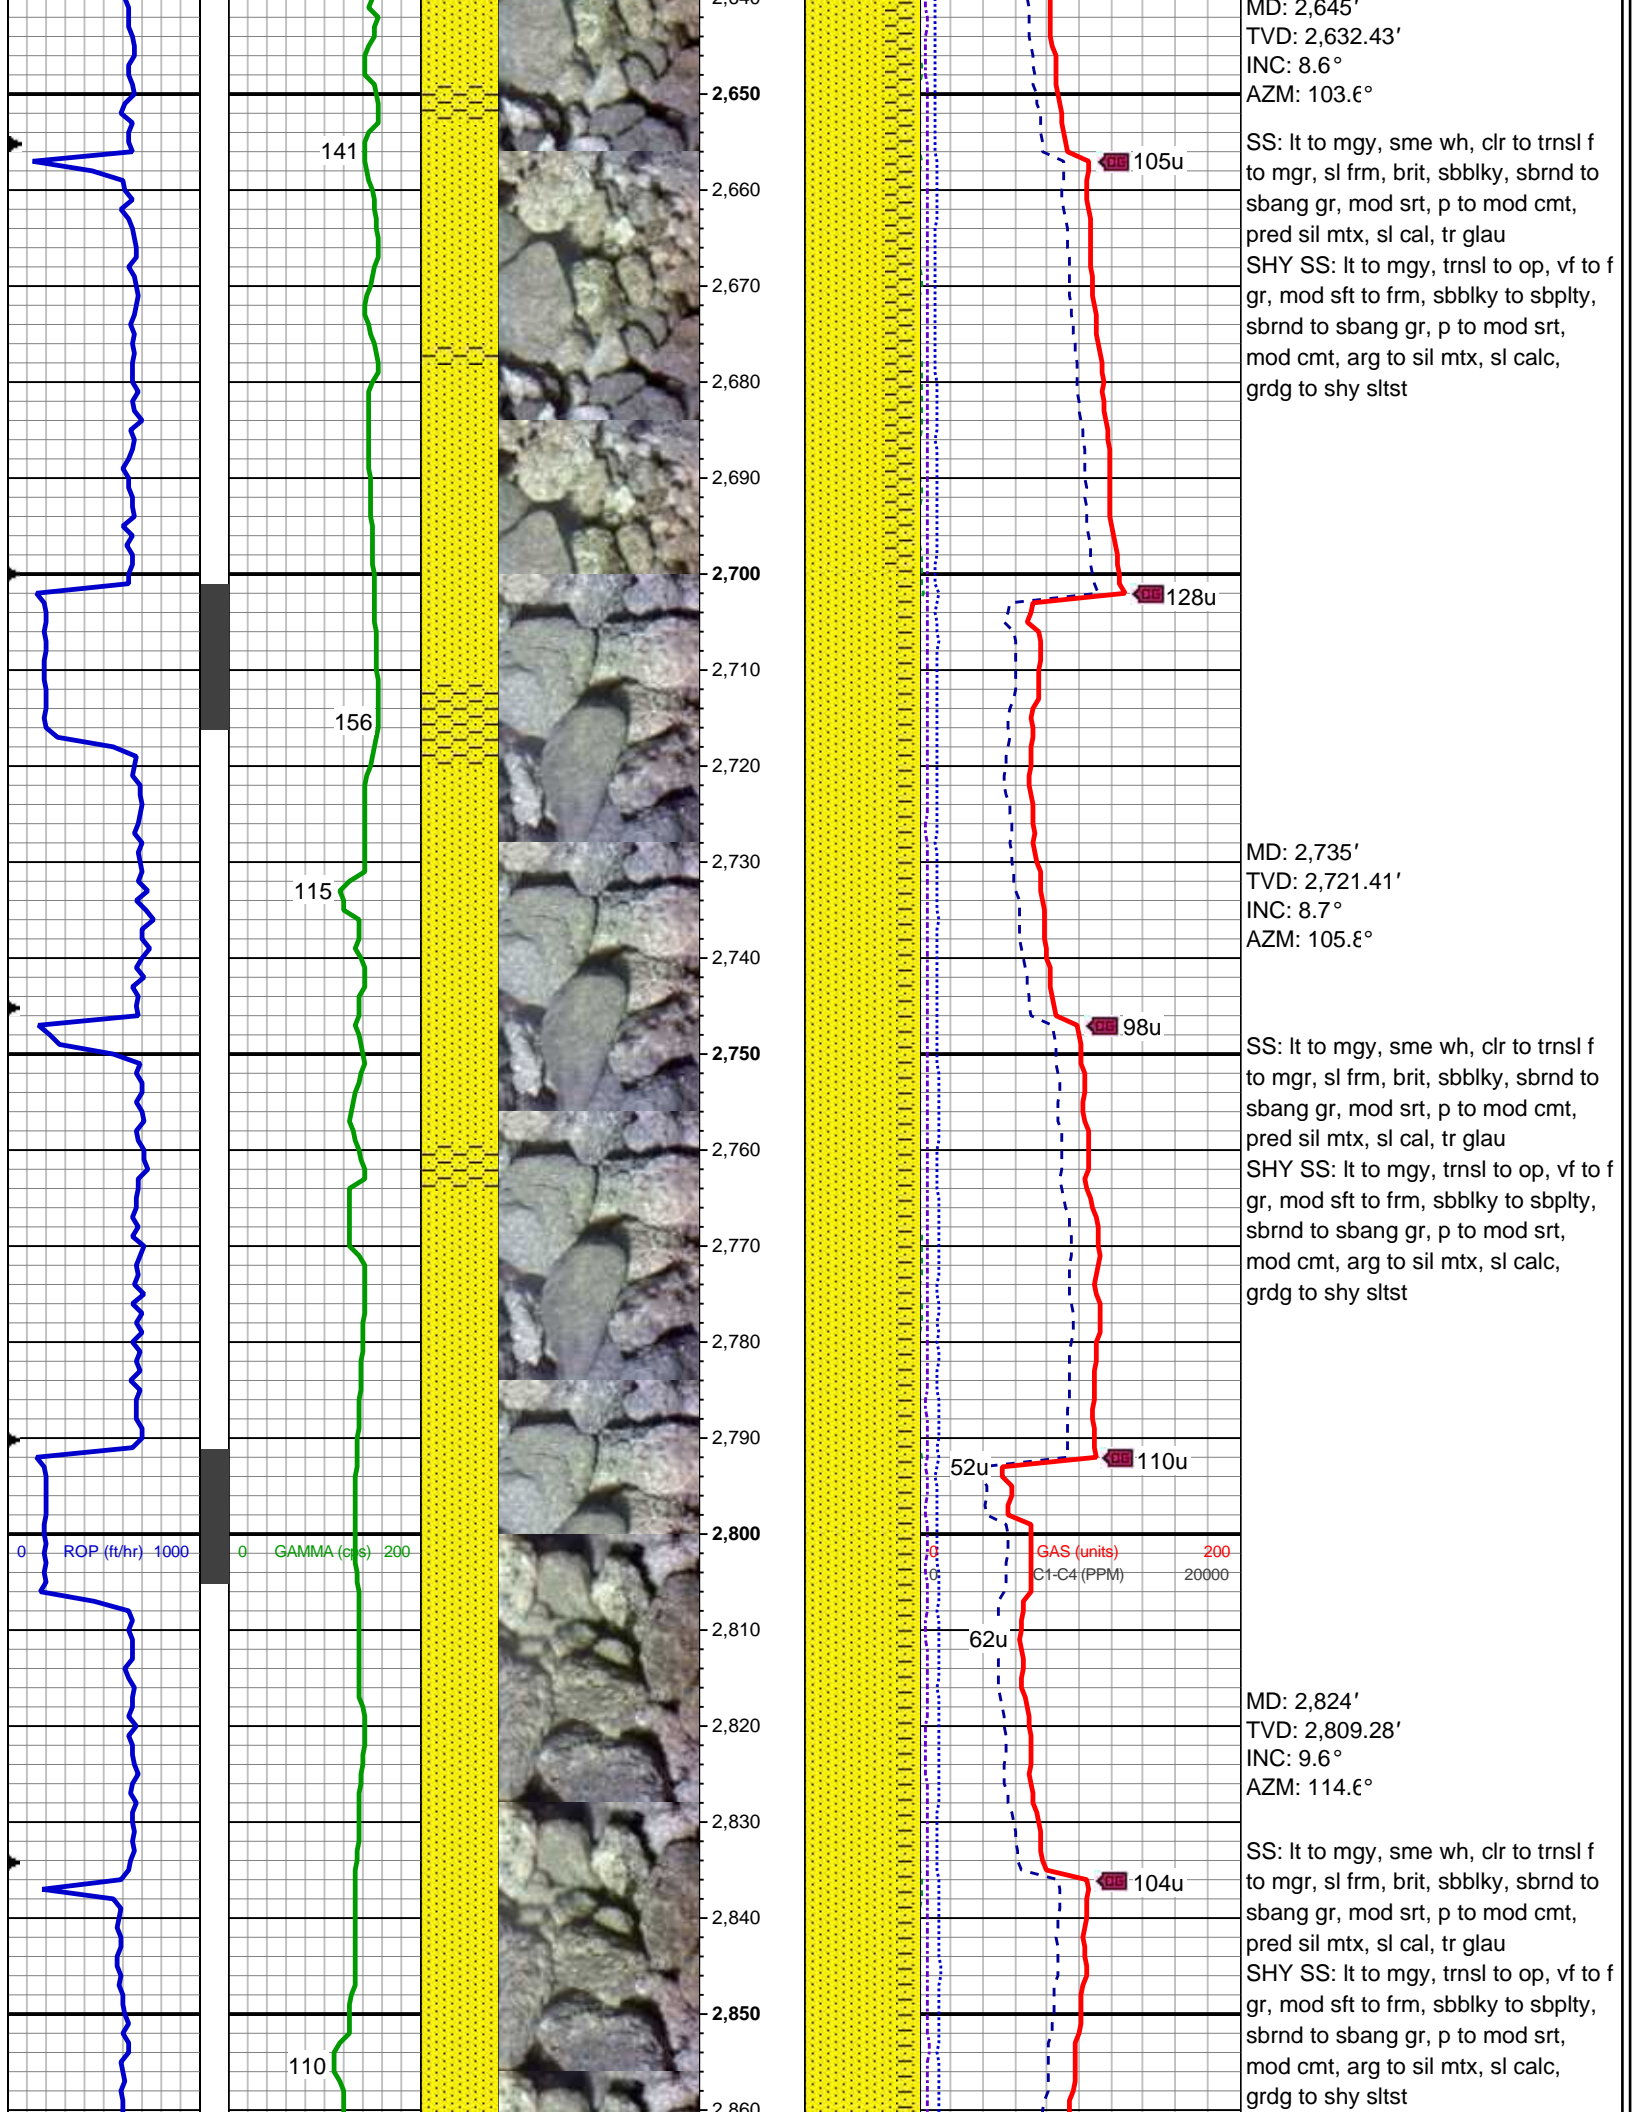 MD: 2,645′
TVD: 2,632.43′
INC: 8.6°
2,650
AZM: 103.6°
SS: lt to mgy, sme wh, clr to trnsl f
141
105u
to mgr, sl frm, brit, sbblky, sbrnd to
2,660
sbang gr, mod srt, p to mod cmt,
pred sil mtx, sl cal, tr glau
SHY SS: lt to mgy, trnsl to op, vf to f
2,670
gr, mod sft to frm, sbblky to sbplty,
sbrnd to sbang gr, p to mod srt,
mod cmt, arg to sil mtx, sl calc,
2,680
grdg to shy sltst
2,690
2,700
128u
2,710
156
2,720
2,730
MD: 2,735′
TVD: 2,721.41′
115
INC: 8.7°
AZM: 105.8°
2,740
98u
2,750
SS: lt to mgy, sme wh, clr to trnsl f
to mgr, sl frm, brit, sbblky, sbrnd to
sbang gr, mod srt, p to mod cmt,
pred sil mtx, sl cal, tr glau
2,760
SHY SS: lt to mgy, trnsl to op, vf to f
gr, mod sft to frm, sbblky to sbplty,
sbrnd to sbang gr, p to mod srt,
2,770
mod cmt, arg to sil mtx, sl calc,
grdg to shy sltst
2,780
2,790
110u
52u
2,800
0 ROP (ft/hr) 1000
0 GAMMA (cps) 200
0 GAS (units) 200
0 C1-C4 (PPM) 20000
2,810
62u
MD: 2,824′
2,820
TVD: 2,809.28′
INC: 9.6°
AZM: 114.6°
2,830
SS: lt to mgy, sme wh, clr to trnsl f
104u
to mgr, sl frm, brit, sbblky, sbrnd to
2,840
sbang gr, mod srt, p to mod cmt,
pred sil mtx, sl cal, tr glau
SHY SS: lt to mgy, trnsl to op, vf to f
2,850
gr, mod sft to frm, sbblky to sbplty,
sbrnd to sbang gr, p to mod srt,
110
mod cmt, arg to sil mtx, sl calc,
grdg to shy sltst
2,860